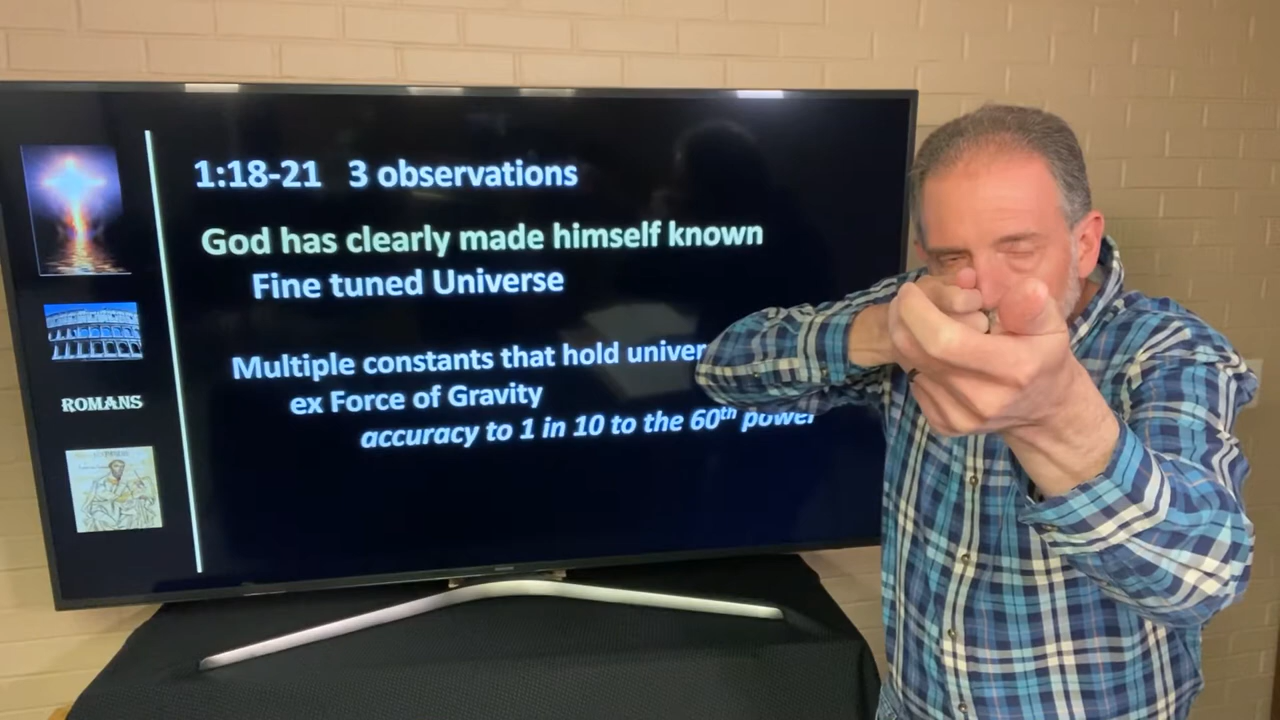 1:18-21 3 observations
God has clearly made himself known
Fine tuned Universe
Multiple constants that hold
ex Force of Gravity
accuracy to 1 in 10 to the 60th power
ROMANS